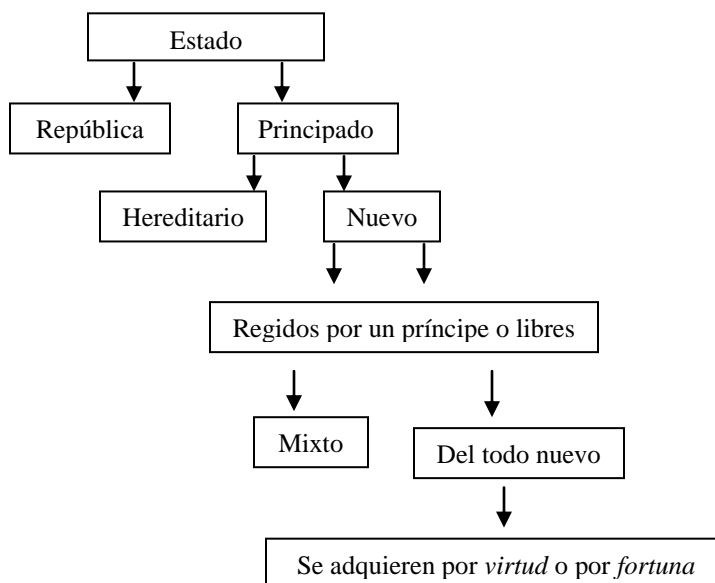 Estado
República
Principado
Hereditario
Nuevo
Regidos por un príncipe o libres
Mixto
Del todo nuevo
Se adquieren por virtud o por fortuna